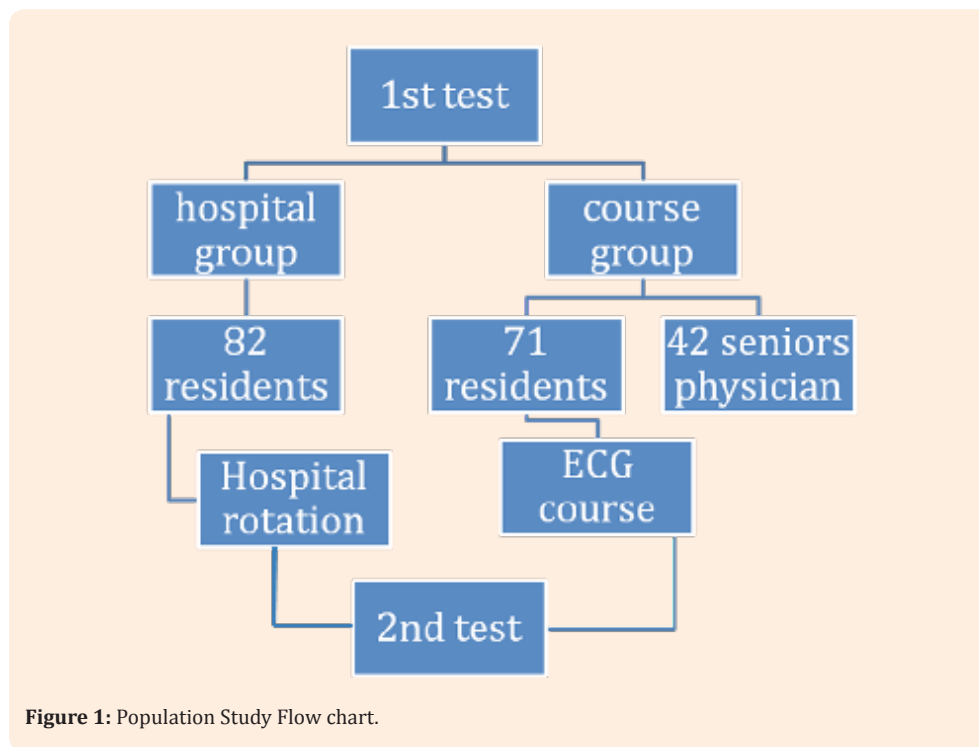 1st test
hospital
group
course
group
82
residents
71
residents
42 seniors
physician
Hospital
rotation
ECG
course
2nd test
Figure 1: Population Study Flow chart.